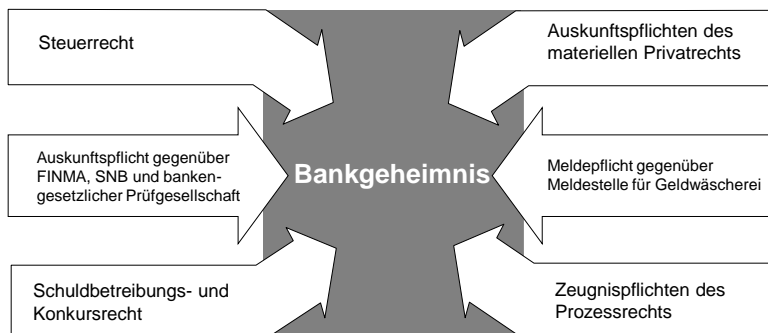 Steuerrecht
Auskunftspflichten des
materiellen Privatrechts
Auskunftspflicht gegenüber
FINMA, SNB und banken-
gesetzlicher Prüfgesellschaft
Bankgeheimnis
Meldepflicht gegenüber
Meldestelle für Geldwäscherei
Schuldbetreibungs- und
Konkursrecht
Zeugnispflichten des
Prozessrechts